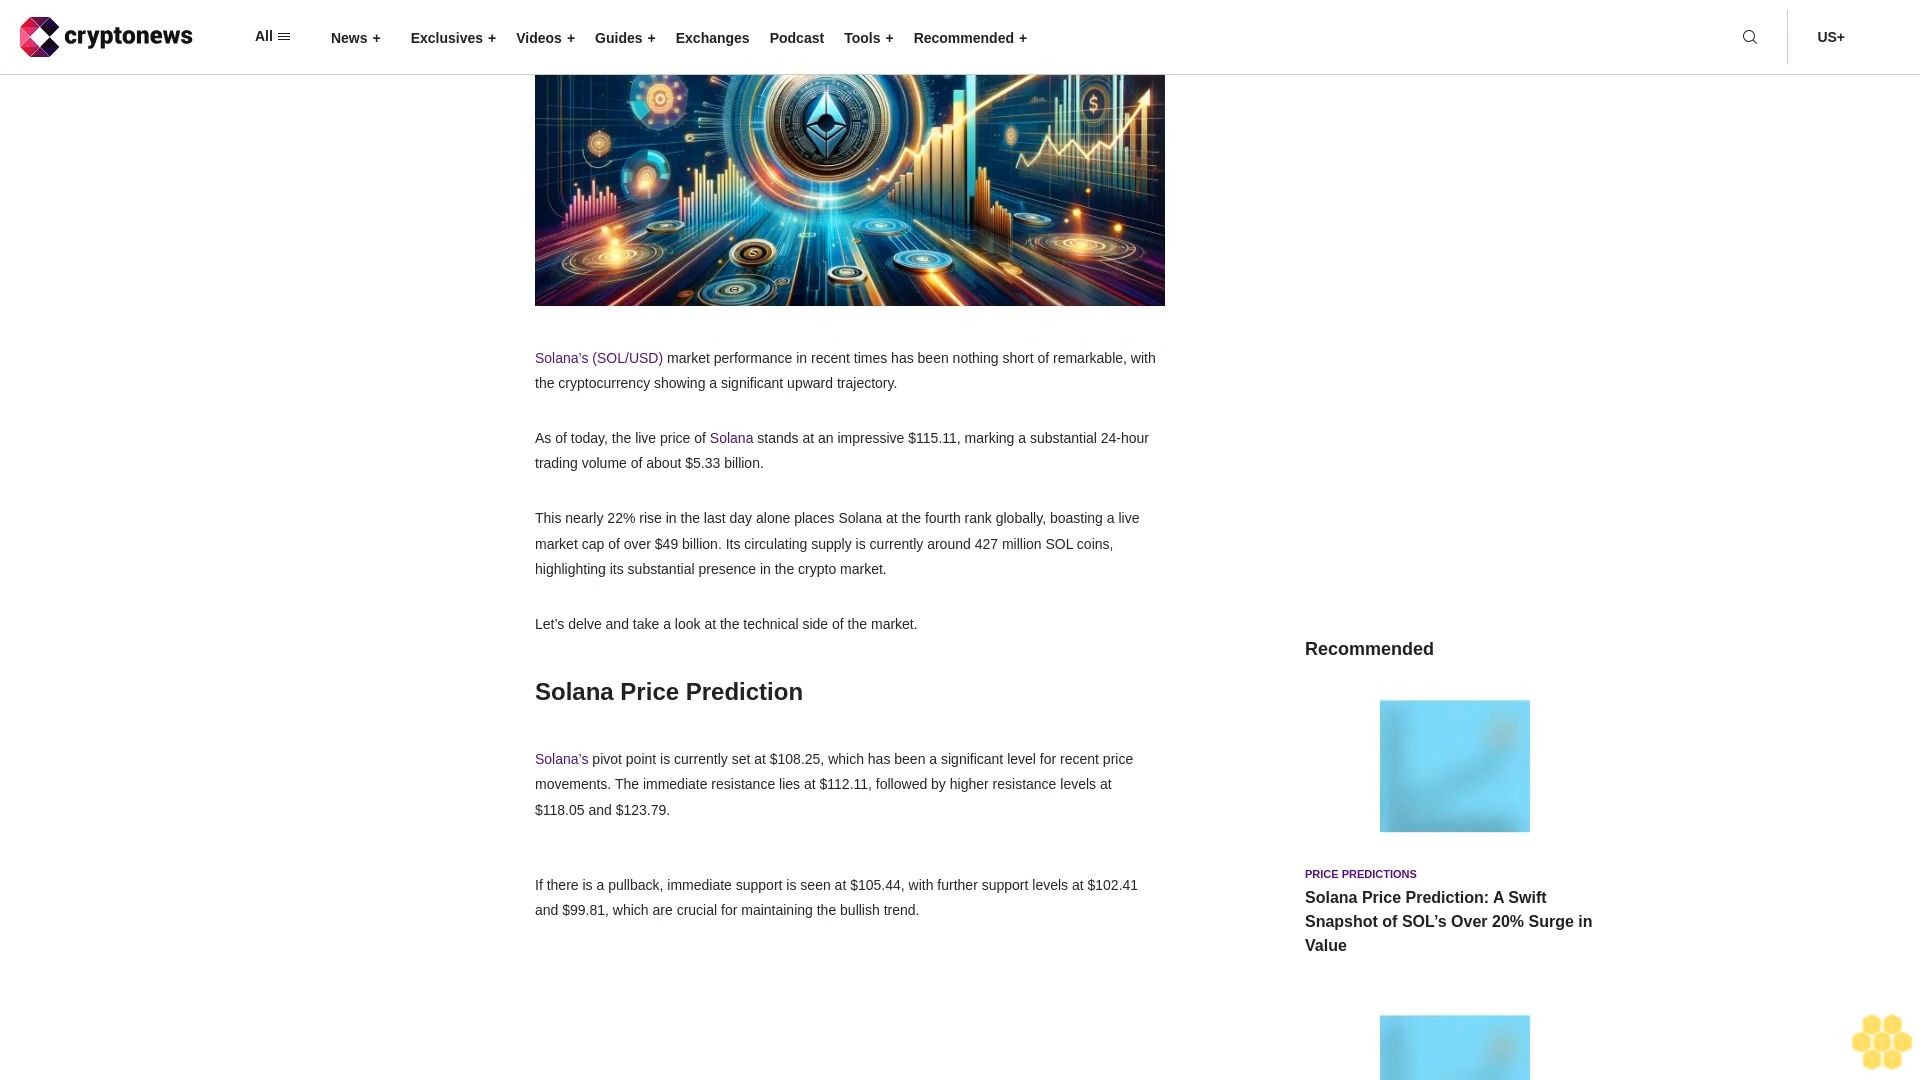 cryptonews
All
News +
Exclusives +
Videos +
Guides +
Exchanges
Podcast
Tools +
Recommended +
US+
Solana’s (SOL/USD) market performance in recent times has been nothing short of remarkable, with
the cryptocurrency showing a significant upward trajectory.
As of today, the live price of Solana stands at an impressive $115.11, marking a substantial 24-hour
trading volume of about $5.33 billion.
This nearly 22% rise in the last day alone places Solana at the fourth rank globally, boasting a live
market cap of over $49 billion. Its circulating supply is currently around 427 million SOL coins,
highlighting its substantial presence in the crypto market.
Let’s delve and take a look at the technical side of the market.
Solana Price Prediction
Solana’s pivot point is currently set at $108.25, which has been a significant level for recent price
movements. The immediate resistance lies at $112.11, followed by higher resistance levels at
$118.05 and $123.79.
If there is a pullback, immediate support is seen at $105.44, with further support levels at $102.41
and $99.81, which are crucial for maintaining the bullish trend.
Recommended
PRICE PREDICTIONS
Solana Price Prediction: A Swift
Snapshot of SOL’s Over 20% Surge in
Value